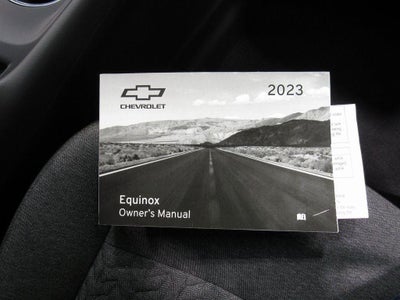 CHEVROLET
2023
Equinox
Owner's Manual